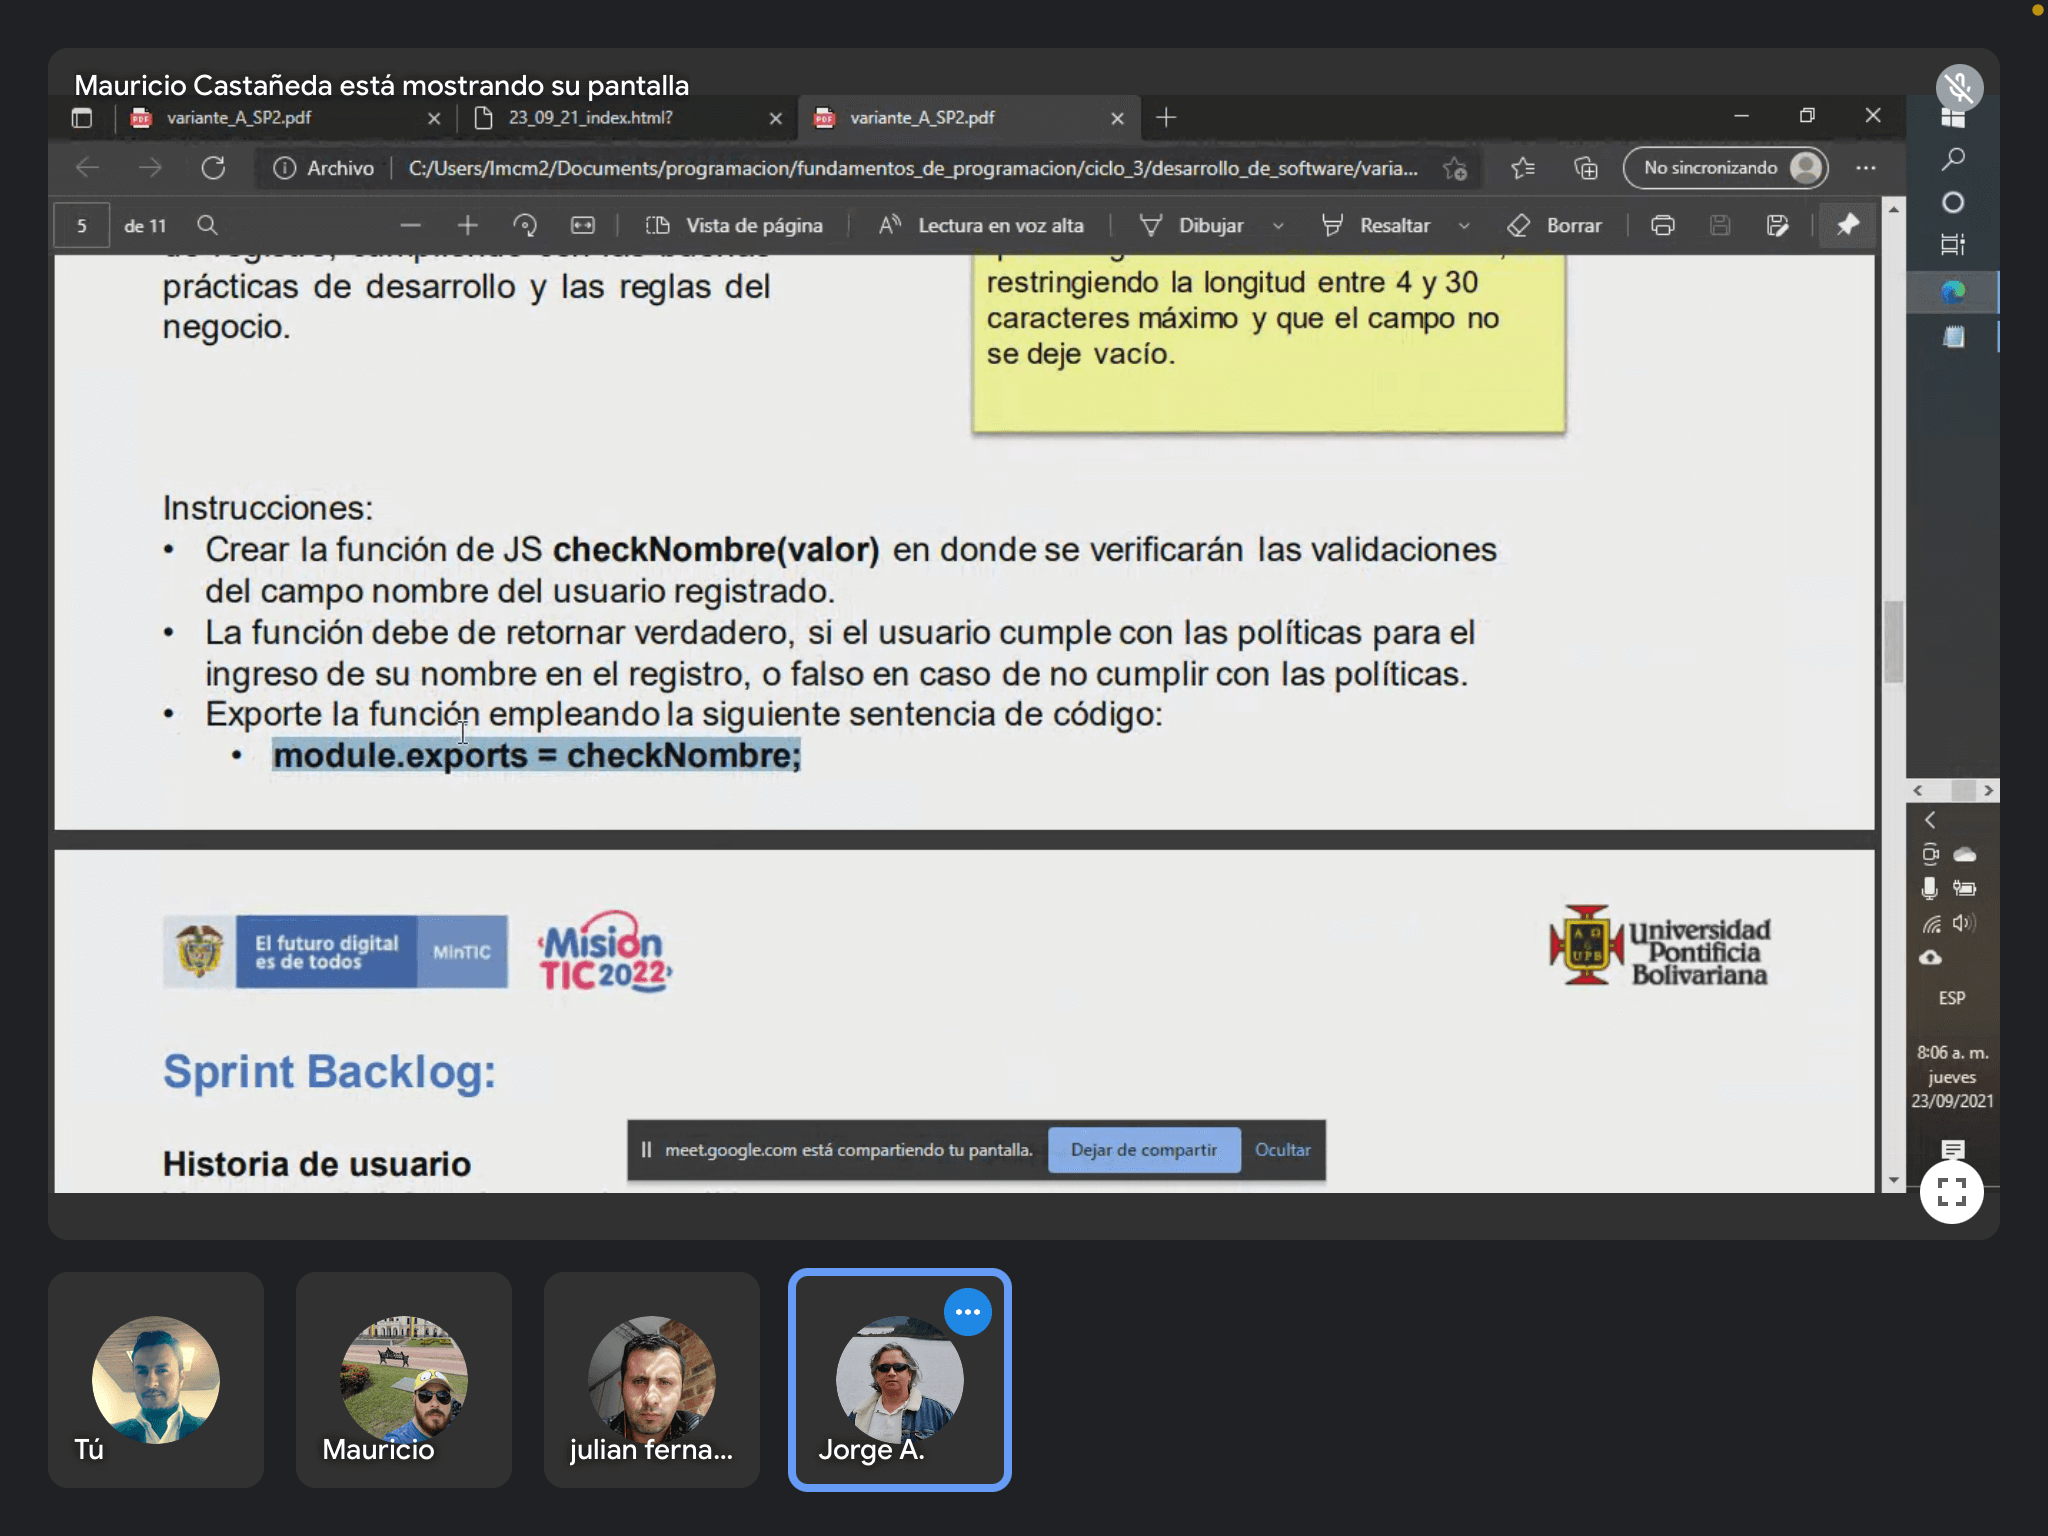 Mauricio Castañeda está mostrando su pantalla
variante_A_SP2.pdf
23_09_21_index.html?
variante_A_SP2.pdf
Archivo
C:/Users/lmcm2/Documents/programacion/fundamentos_de_programacion/ciclo_3/desarrollo_de_software/varia...
No sincronizando
5 de 11
Vista de página
Lectura en voz alta
Dibujar
Resaltar
Borrar
prácticas de desarrollo y las reglas del
negocio.
restringiendo la longitud entre 4 y 30
caracteres máximo y que el campo no
se deje vacío.
Instrucciones:
• Crear la función de JS checkNombre(valor) en donde se verificarán las validaciones
del campo nombre del usuario registrado.
• La función debe de retornar verdadero, si el usuario cumple con las políticas para el
ingreso de su nombre en el registro, o falso en caso de no cumplir con las políticas.
• Exporte la función empleando la siguiente sentencia de código:
• module.exports = checkNombre;
El futuro digital
es de todos
MinTIC
Misión
TIC2022
Universidad
Pontificia
Bolivariana
Sprint Backlog:
Historia de usuario
meet.google.com está compartiendo tu pantalla.
Dejar de compartir
Ocultar
ESP
8:06 a. m.
jueves
23/09/2021
Tú
Mauricio
julian ferna...
Jorge A.